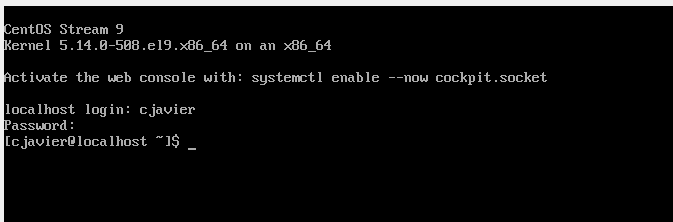 CentOS Stream 9
Kernel 5.14.0-508.el9.x86_64 on an x86_64
Activate the web console with: systemctl enable --now cockpit.socket
localhost login: cjavier
Password:
[cjavier@localhost ~]$ _